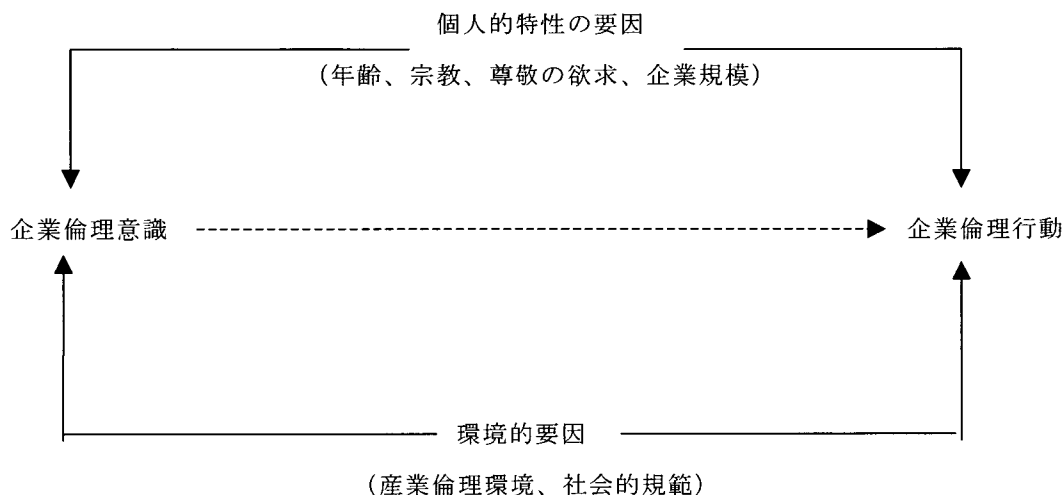 個人的特性の要因
（年齢、宗教、尊敬の欲求、企業規模）
企業倫理意識
企業倫理行動
環境的要因
（産業倫理環境、社会的規範）